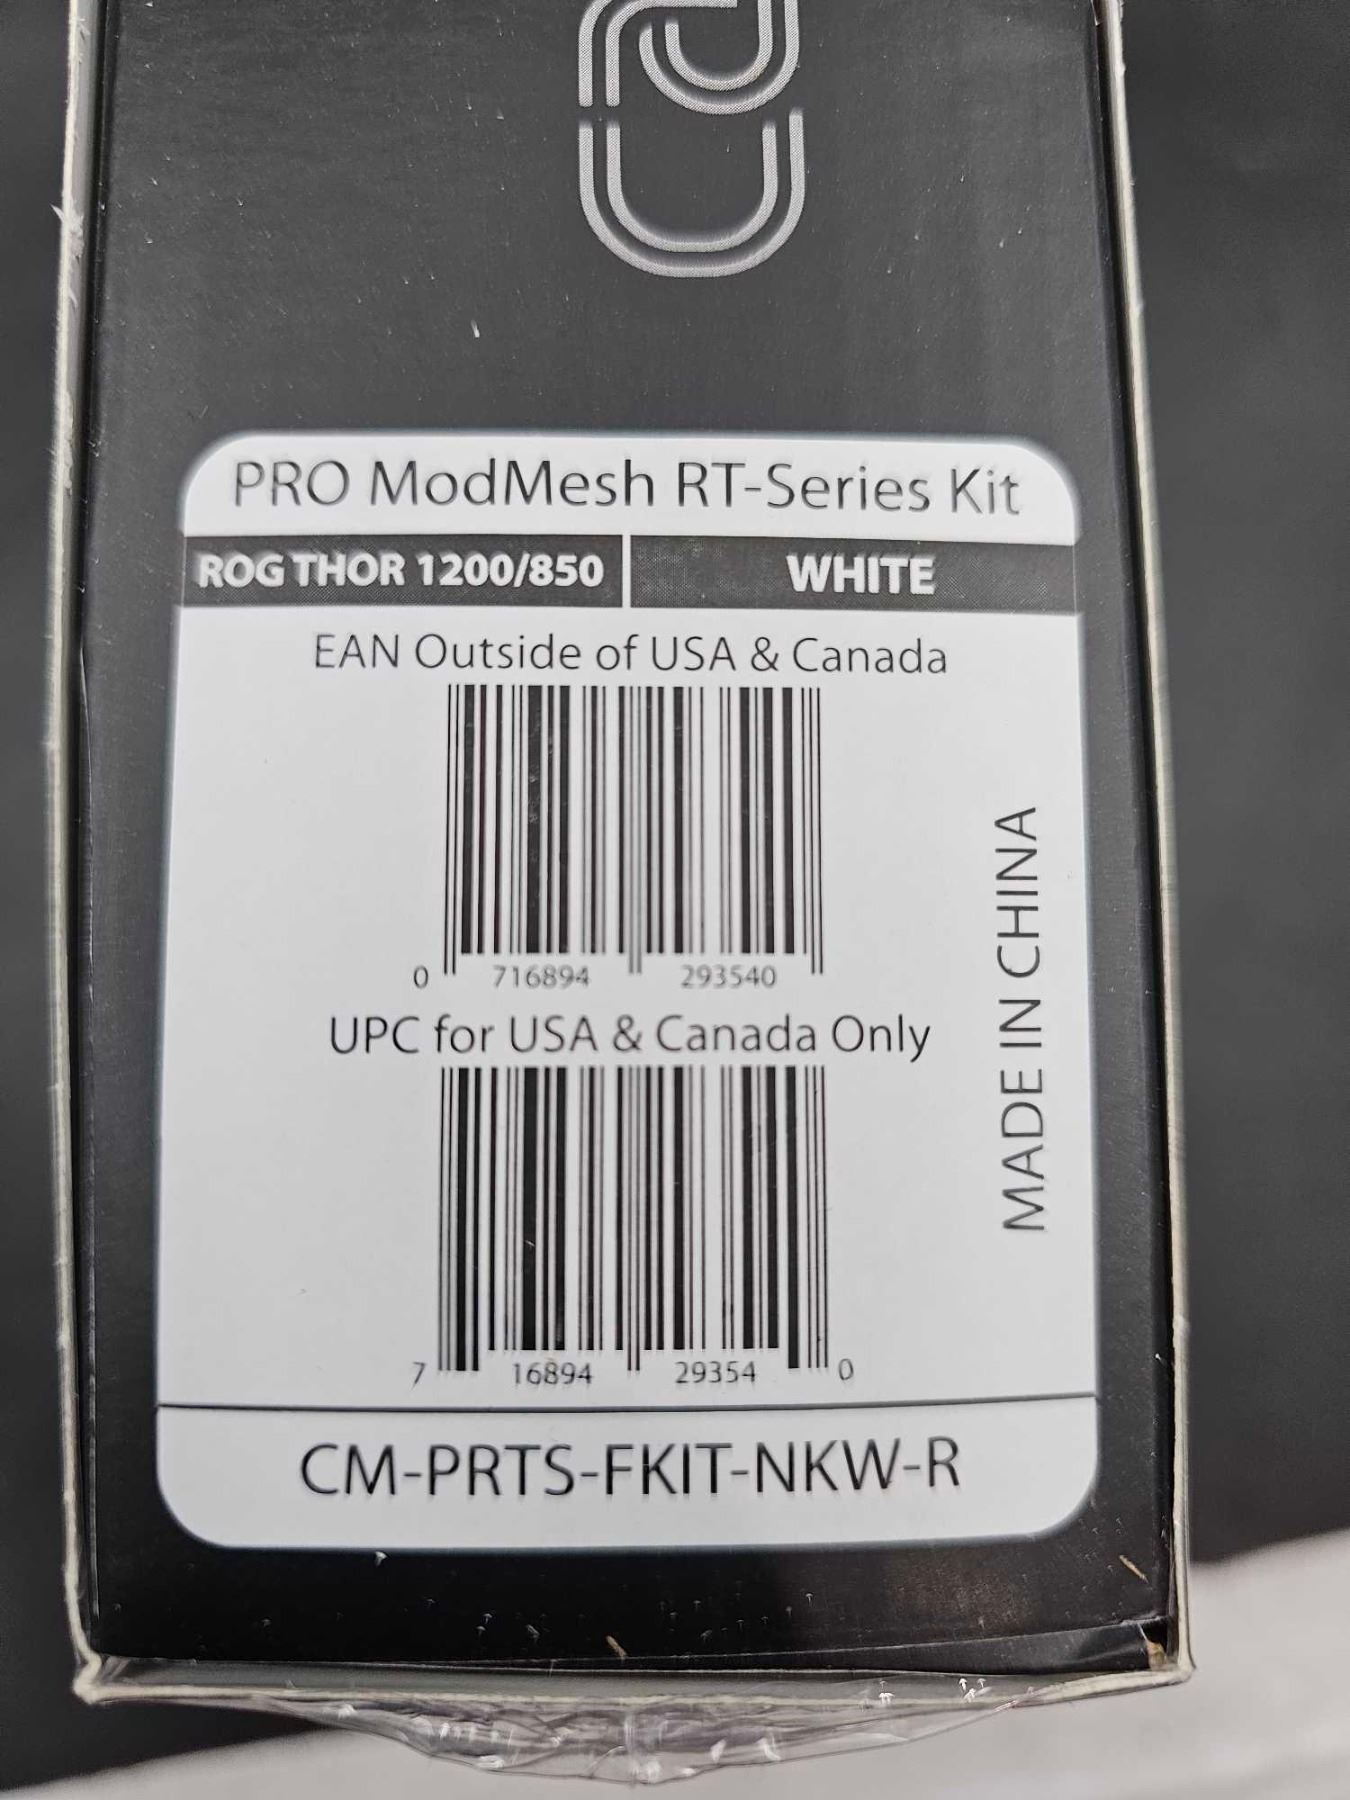 PRO ModMesh RT-Series Kit
ROG THOR 1200/850 WHITE
EAN Outside of USA & Canada
0 716894 293540
UPC for USA & Canada Only
7 16894 29354 0
MADE IN CHINA
CM-PRTS-FKIT-NKW-R